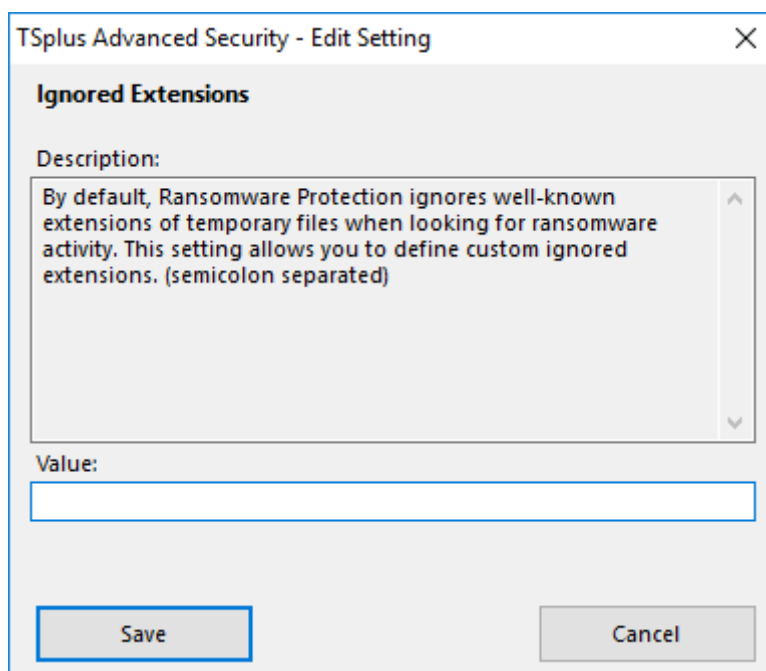 TSplus Advanced Security - Edit Setting
Ignored Extensions
Description:
By default, Ransomware Protection ignores well-known
extensions of temporary files when looking for ransomware
activity. This setting allows you to define custom ignored
extensions. (semicolon separated)
Value:
Save
Cancel